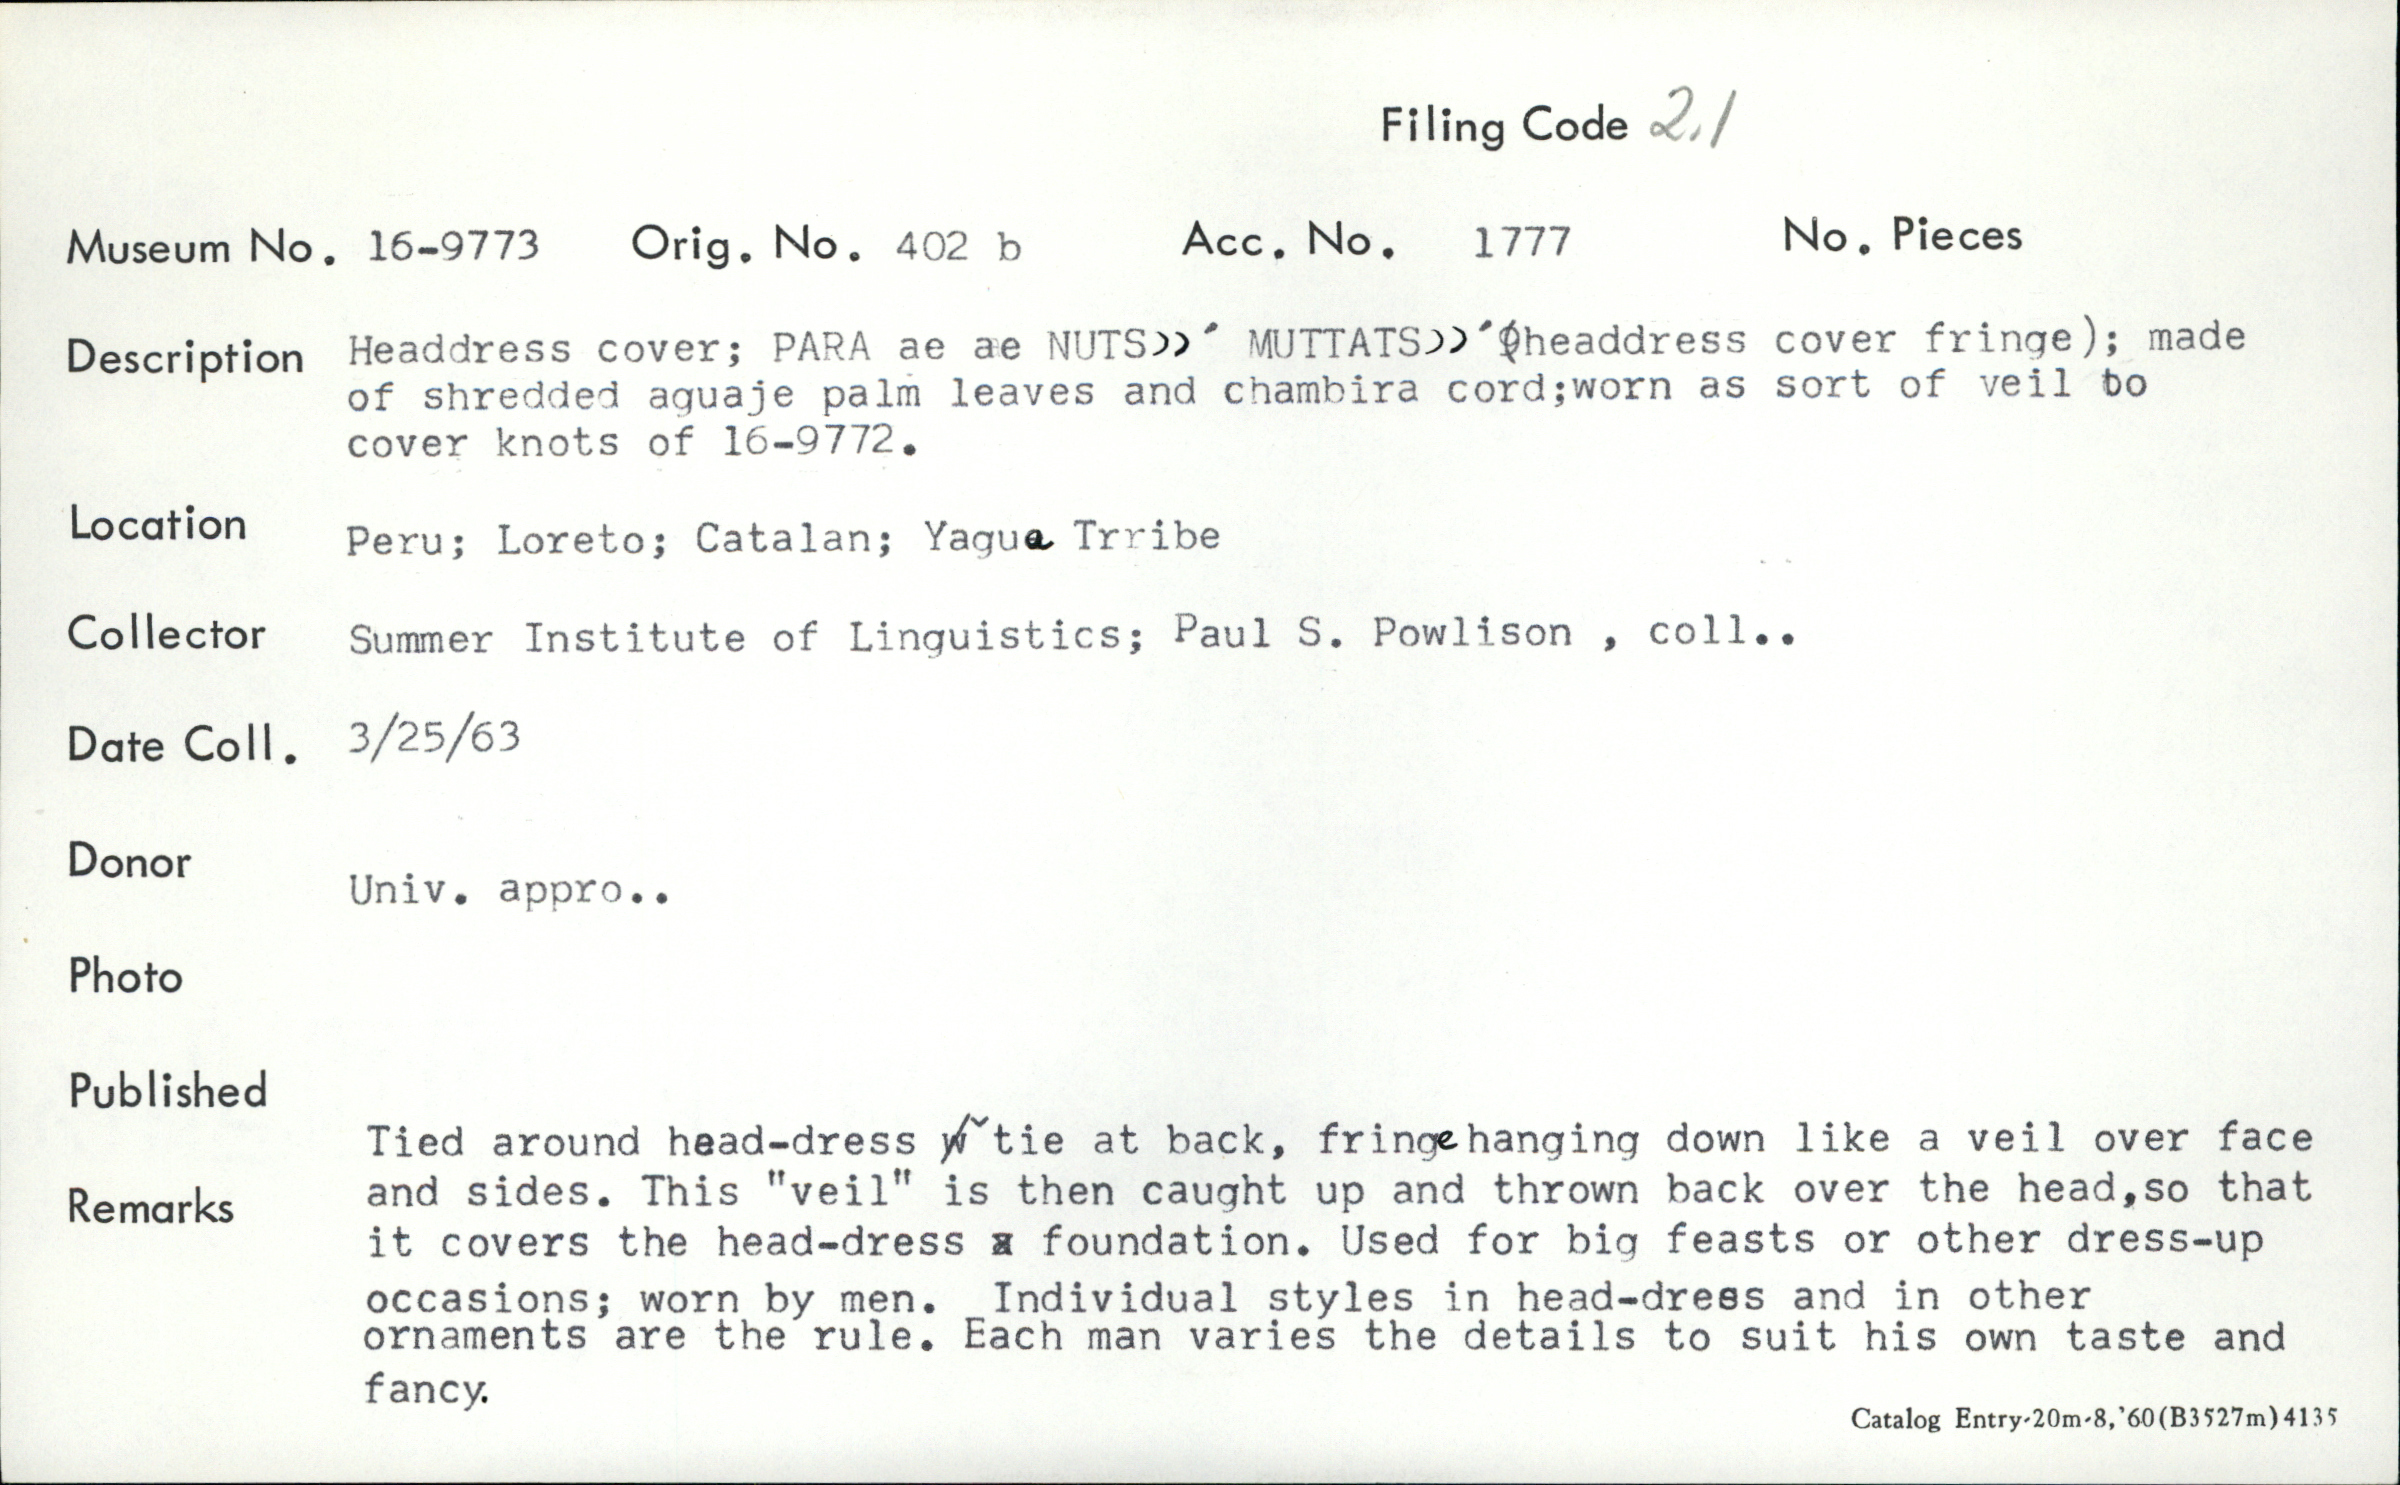 Filing Code 2.1
Museum No. 16-9773 Orig. No. 402 b Acc. No. 1777 No. Pieces
Description Headdress cover; PARA ae ae NUTSƆƆ´ MUTTATSƆƆ´(headdress cover fringe); made
of shredded aguaje palm leaves and chambira cord;worn as sort of veil to
cover knots of 16-9772.
Location Peru; Loreto; Catalan; Yagua Trribe
Collector Summer Institute of Linguistics; Paul S. Powlison , coll..
Date Coll. 3/25/63
Donor Univ. appro..
Photo
Published
Remarks Tied around head-dress tie at back, fringe hanging down like a veil over face
and sides. This "veil" is then caught up and thrown back over the head,so that
it covers the head-dress foundation. Used for big feasts or other dress-up
occasions; worn by men. _Individual styles in head-dress and in other
ornaments are the rule. Each man varies the details to suit his own taste and
fancy.
Catalog Entry-20m-8,'60(B3527m)4135